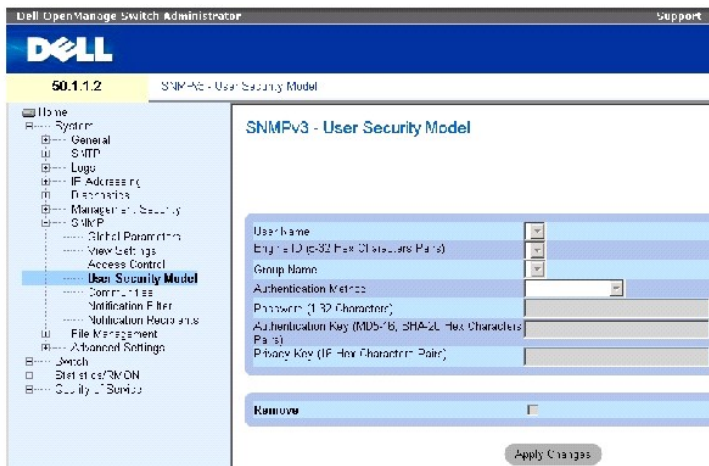 Dell OpenManage Switch Administrator
Support
DELL
50.1.1.2
SNMPv3 - User Security Model
Home
System
General
SNTP
Logs
IP Addressing
Diagnostics
Management Security
SNMP
Global Parameters
View Settings
Access Control
User Security Model
Communities
Notification Filter
Notification Recipients
File Management
Advanced Settings
Switch
Statistics/RMON
Quality of Service
SNMPv3 - User Security Model
User Name
Engine ID (5-32 Hex Characters Pairs)
Group Name
Authentication Method
Password (1-32 Characters)
Authentication Key (MD5-16, SHA-20 Hex Characters
Pairs)
Privacy Key (16 Hex Characters Pairs)
Remove
Apply Changes